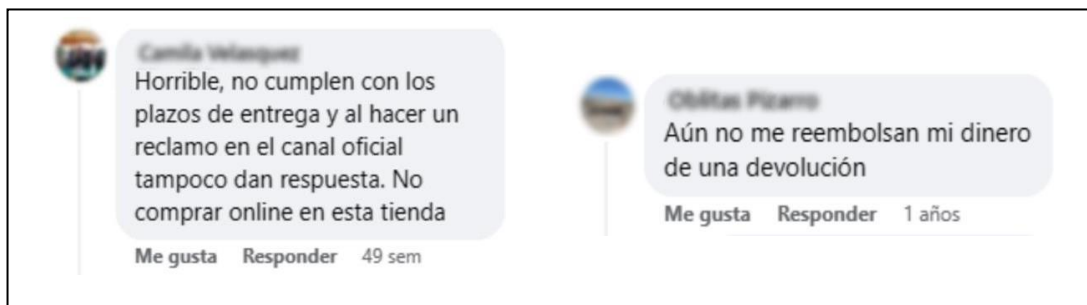 Horrible, no cumplen con los
plazos de entrega y al hacer un
reclamo en el canal oficial
tampoco dan respuesta. No
comprar online en esta tienda
Me gusta Responder 49 sem
Aún no me reembolsan mi dinero
de una devolución
Me gusta Responder 1 años